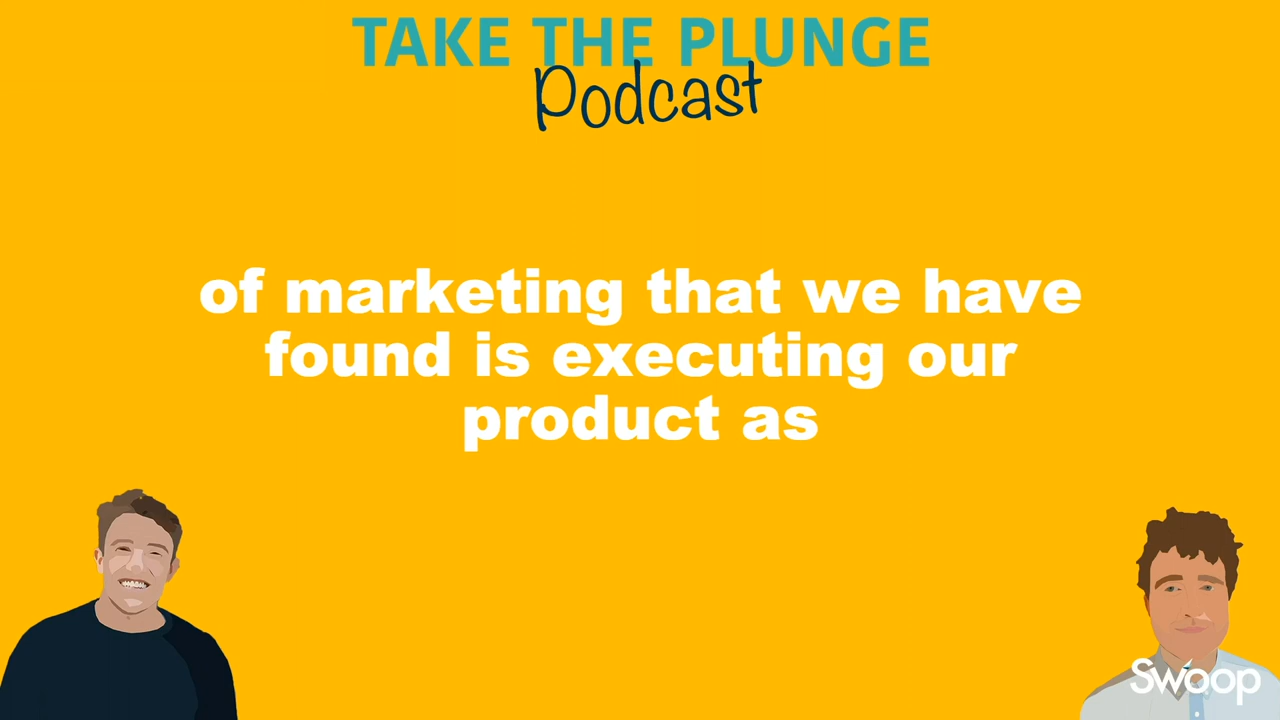 TAKE THE PLUNGE
Podcast
of marketing that we have
found is executing our
product as
Swoop